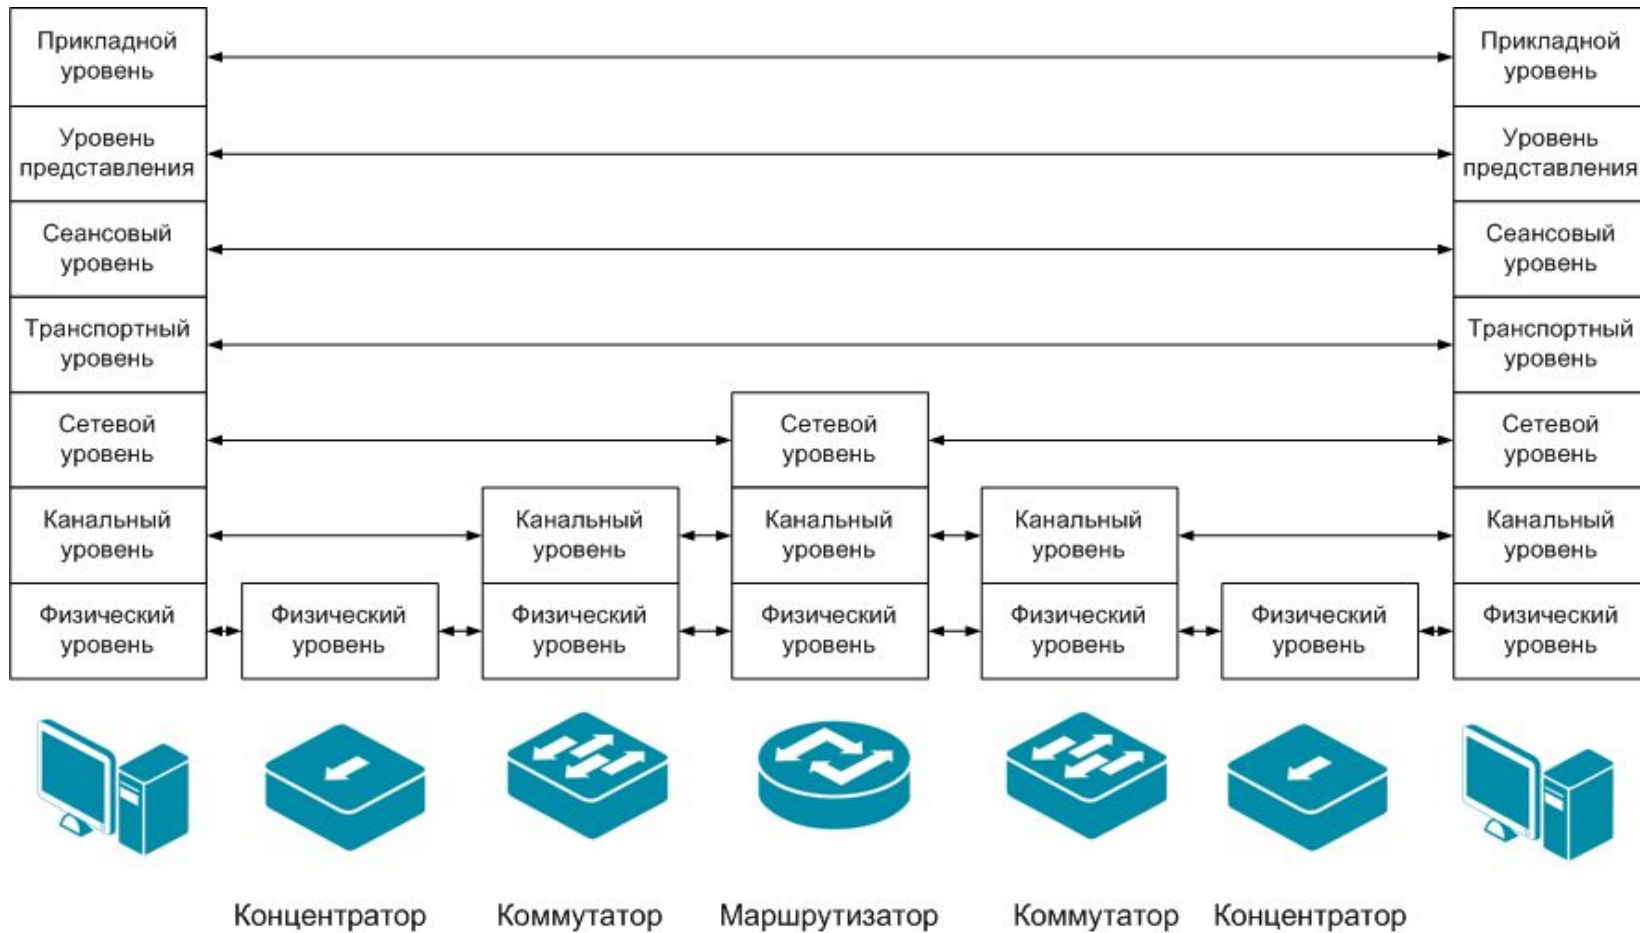 Прикладной
уровень
Прикладной
уровень
Уровень
представления
Уровень
представления
Сеансовый
уровень
Сеансовый
уровень
Транспортный
уровень
Транспортный
уровень
Сетевой
уровень
Сетевой
уровень
Сетевой
уровень
Канальный
уровень
Канальный
уровень
Канальный
уровень
Канальный
уровень
Канальный
уровень
Физический
уровень
Физический
уровень
Физический
уровень
Физический
уровень
Физический
уровень
Физический
уровень
Физический
уровень
Концентратор
Коммутатор
Маршрутизатор
Коммутатор
Концентратор